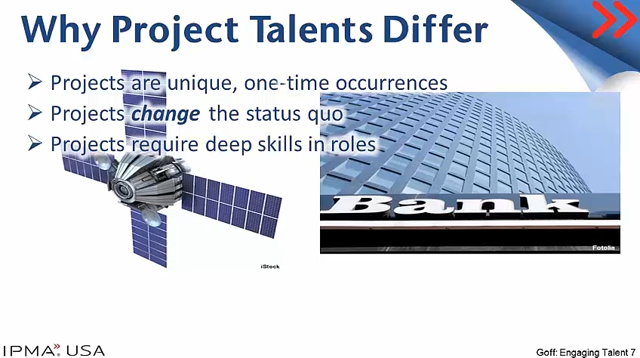 Why Project Talents Differ
Projects are unique, one-time occurrences
Projects change the status quo
Projects require deep skills in roles
Bank
iStock
Fotolia
IPMA USA
Goff: Engaging Talent 7